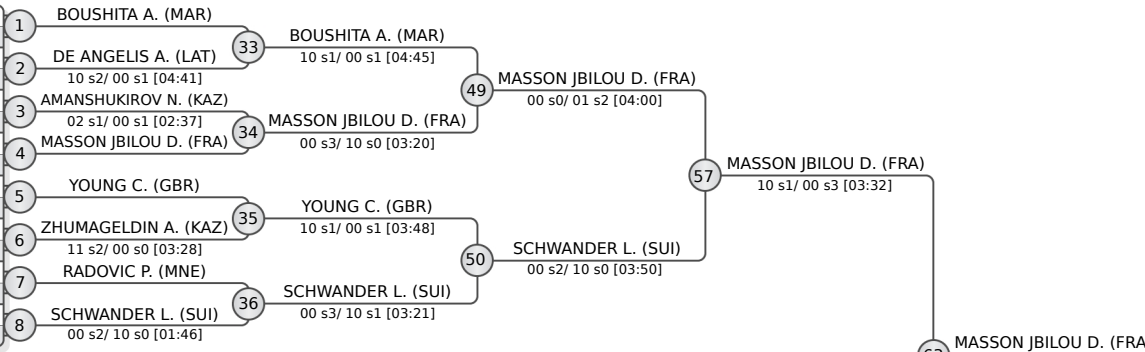 1
BOUSHITA A. (MAR)
33
BOUSHITA A. (MAR)
10 s1/ 00 s1 [04:45]
2
DE ANGELIS A. (LAT)
10 s2/ 00 s1 [04:41]
49
MASSON JBILOU D. (FRA)
00 s0/ 01 s2 [04:00]
3
AMANSHUKIROV N. (KAZ)
02 s1/ 00 s1 [02:37]
34
MASSON JBILOU D. (FRA)
00 s3/ 10 s0 [03:20]
4
MASSON JBILOU D. (FRA)
57
MASSON JBILOU D. (FRA)
10 s1/ 00 s3 [03:32]
5
YOUNG C. (GBR)
35
YOUNG C. (GBR)
10 s1/ 00 s1 [03:48]
6
ZHUMAGELDIN A. (KAZ)
11 s2/ 00 s0 [03:28]
50
SCHWANDER L. (SUI)
00 s2/ 10 s0 [03:50]
7
RADOVIC P. (MNE)
36
SCHWANDER L. (SUI)
00 s3/ 10 s1 [03:21]
8
SCHWANDER L. (SUI)
00 s2/ 10 s0 [01:46]
MASSON JBILOU D. (FRA